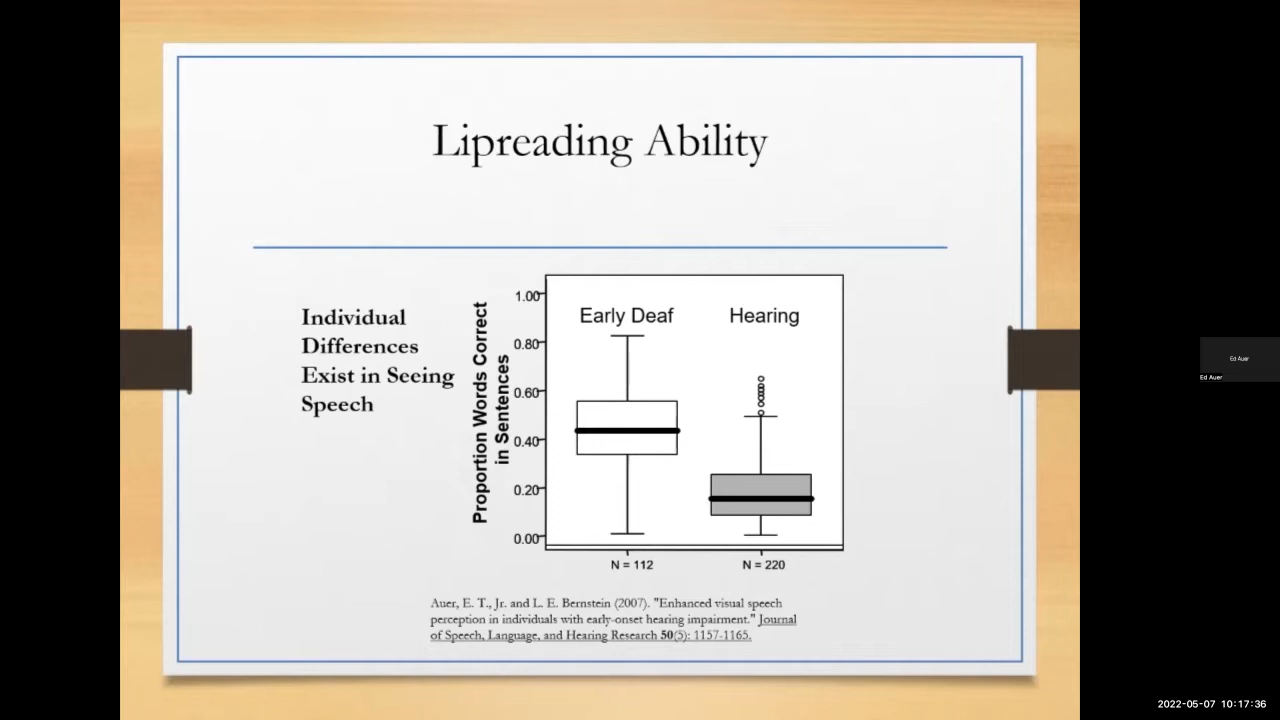 Lipreading Ability
Individual
Differences
Exist in Seeing
Speech
Proportion Words Correct
in Sentences
1.00
0.80
0.60
0.40
0.20
0.00
Early Deaf
Hearing
N = 112
N = 220
Auer, E. T., Jr. and L. E. Bernstein (2007). "Enhanced visual speech
perception in individuals with early-onset hearing impairment." Journal
of Speech, Language, and Hearing Research 50(5): 1157-1165.
Ed Auer
Ed Auer
2022-05-07 10:17:36